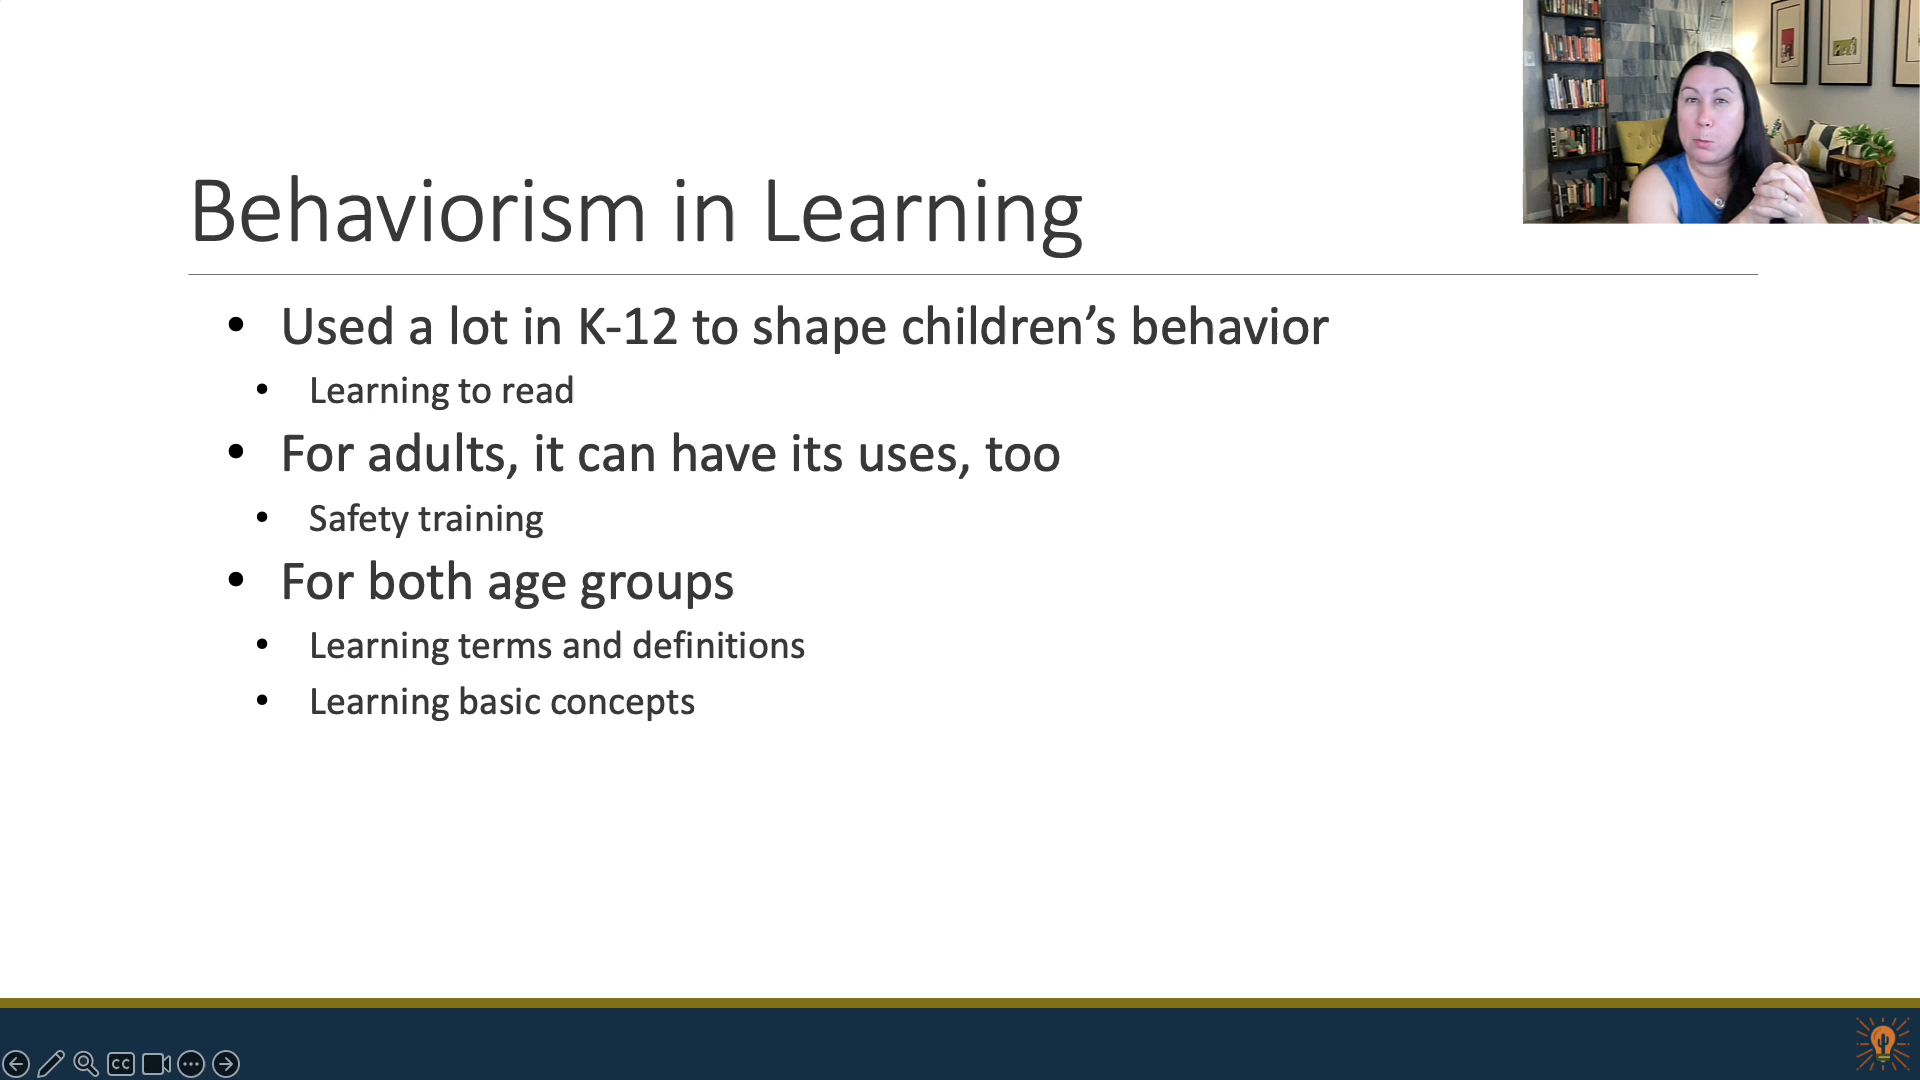 Behaviorism in Learning
• Used a lot in K-12 to shape children’s behavior
• Learning to read
• For adults, it can have its uses, too
• Safety training
• For both age groups
• Learning terms and definitions
• Learning basic concepts
CC